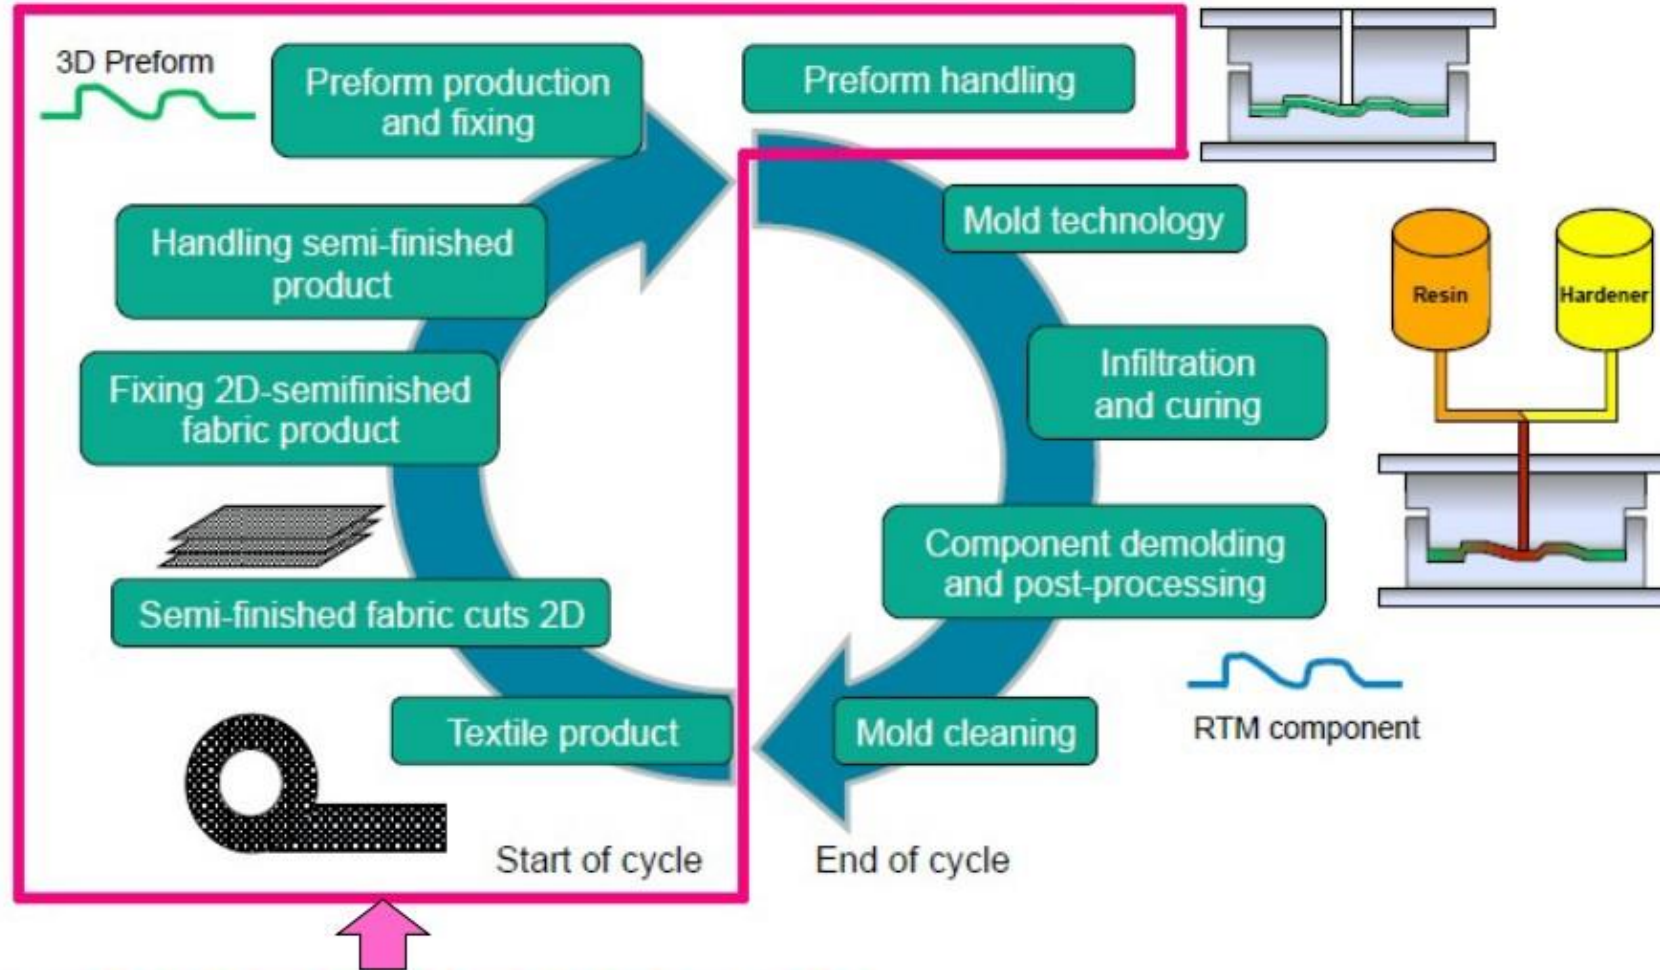 3D Preform
Preform production
and fixing
Preform handling
Mold technology
Handling semi-finished
product
Resin
Hardener
Infiltration
and curing
Fixing 2D-semifinished
fabric product
Component demolding
and post-processing
Semi-finished fabric cuts 2D
RTM component
Textile product
Mold cleaning
Start of cycle
End of cycle